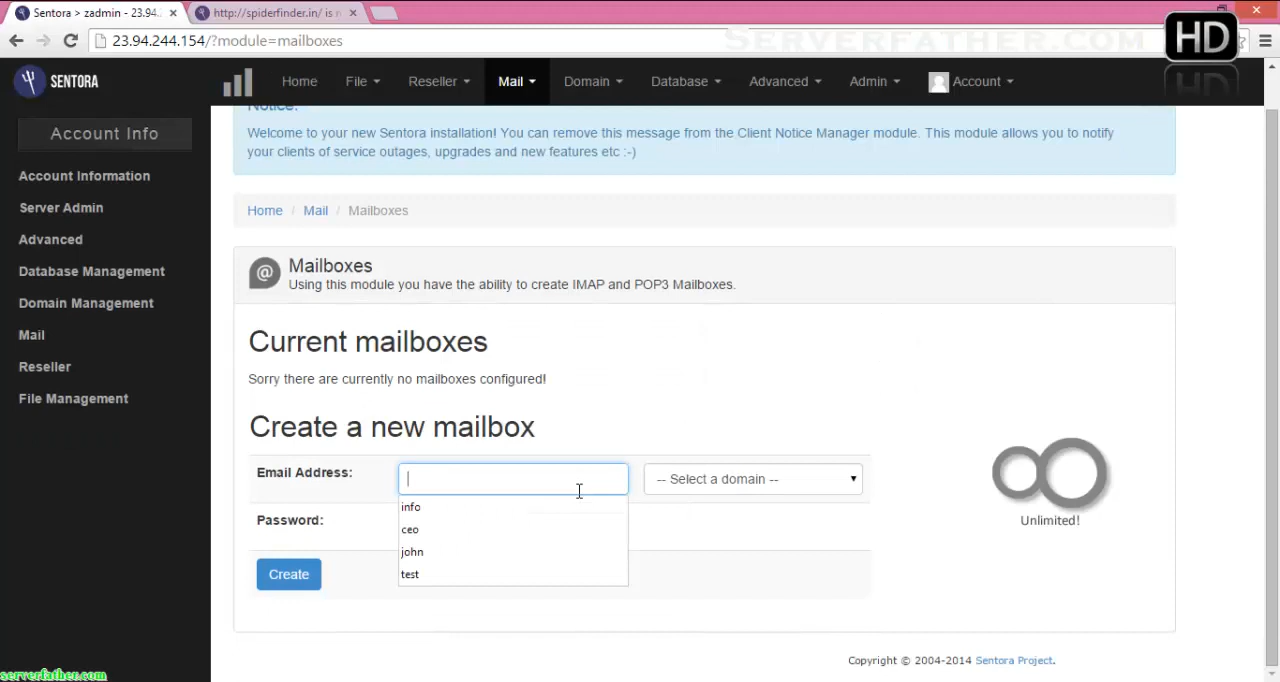 Sentora > zadmin - 23.94.
http://spiderfinder.in/ is n
23.94.244.154/?module=mailboxes
SERVERFATHER.COM
HD
SENTORA
Home
File
Reseller
Mail
Domain
Database
Advanced
Admin
Account
Account Info
Account Information
Server Admin
Advanced
Database Management
Domain Management
Mail
Reseller
File Management
Notice:
Welcome to your new Sentora installation! You can remove this message from the Client Notice Manager module. This module allows you to notify
your clients of service outages, upgrades and new features etc :-)
Home / Mail / Mailboxes
@
Mailboxes
Using this module you have the ability to create IMAP and POP3 Mailboxes.
Current mailboxes
Sorry there are currently no mailboxes configured!
Create a new mailbox
Email Address:
-- Select a domain --
info
ceo
john
test
Password:
Create
Unlimited!
Copyright © 2004-2014 Sentora Project.
serverfather.com